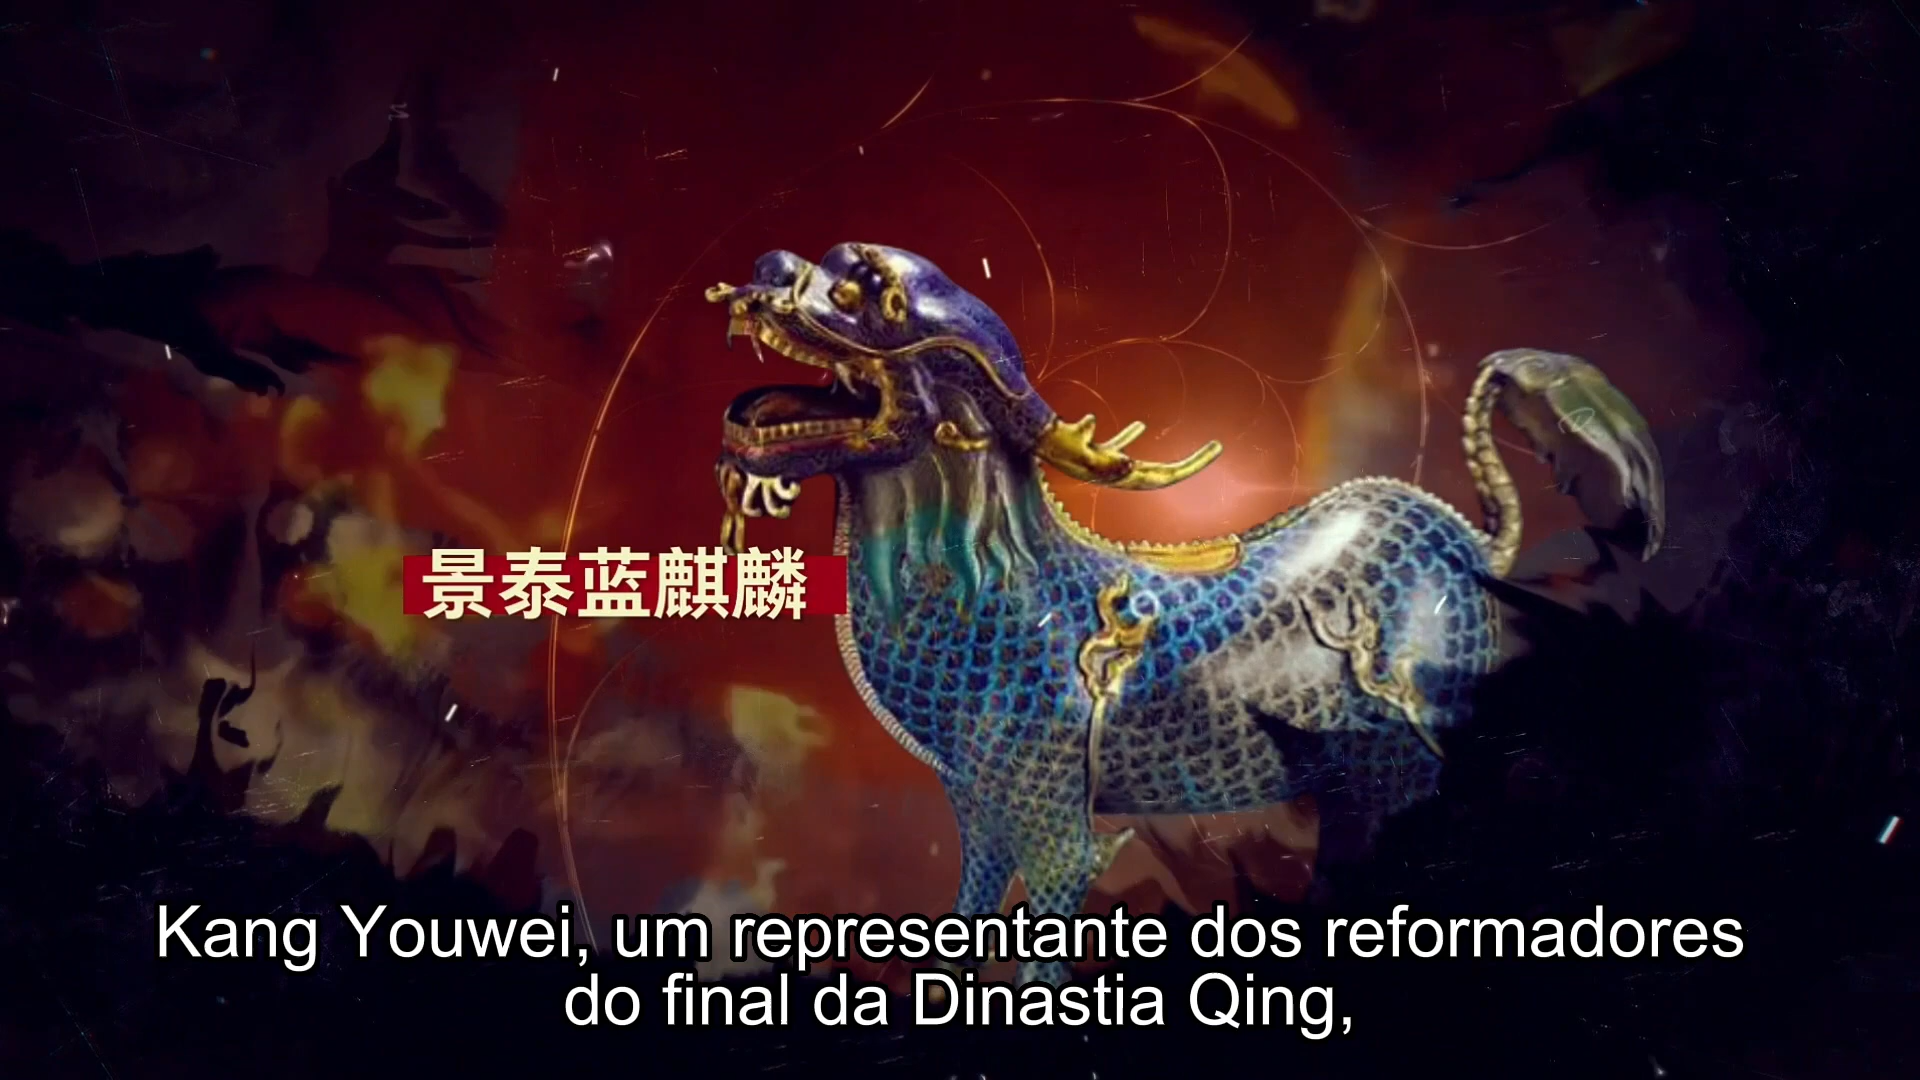 景泰蓝麒麟
Kang Youwei, um representante dos reformadores
do final da Dinastia Qing,